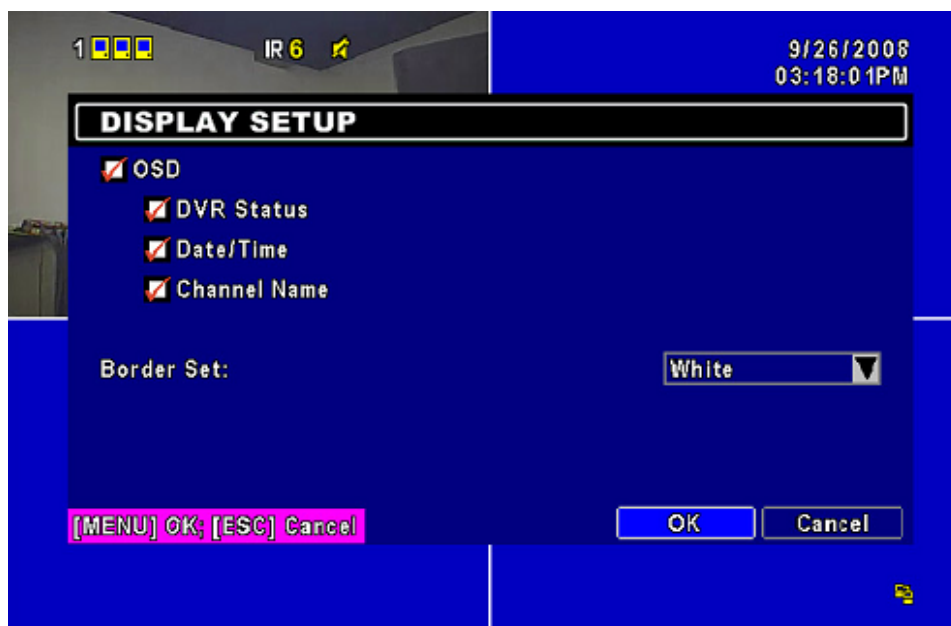 1 IR 6
9/26/2008
03:18:01PM
DISPLAY SETUP
OSD
DVR Status
Date/Time
Channel Name
Border Set: White
[MENU] OK; [ESC] Cancel OK Cancel